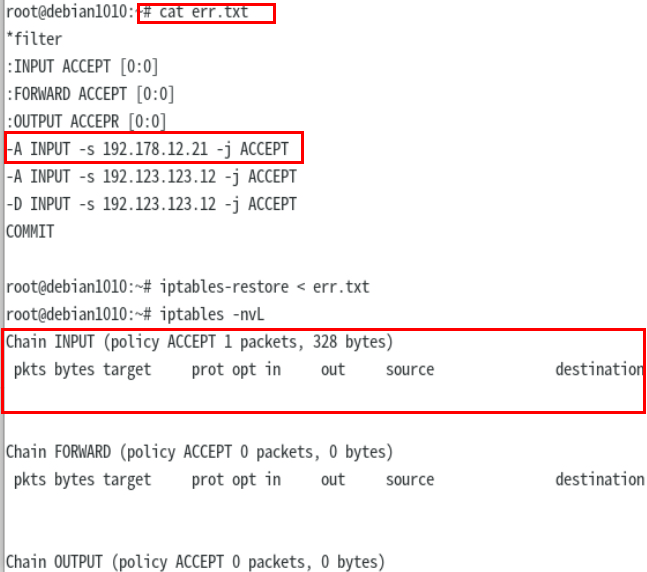 root@debian1010:~# cat err.txt
*filter
:INPUT ACCEPT [0:0]
:FORWARD ACCEPT [0:0]
:OUTPUT ACCEPR [0:0]
-A INPUT -s 192.178.12.21 -j ACCEPT
-A INPUT -s 192.123.123.12 -j ACCEPT
-D INPUT -s 192.123.123.12 -j ACCEPT
COMMIT
root@debian1010:~# iptables-restore < err.txt
root@debian1010:~# iptables -nvL
Chain INPUT (policy ACCEPT 1 packets, 328 bytes)
pkts bytes target prot opt in out source destination
Chain FORWARD (policy ACCEPT 0 packets, 0 bytes)
pkts bytes target prot opt in out source destination
Chain OUTPUT (policy ACCEPT 0 packets, 0 bytes)